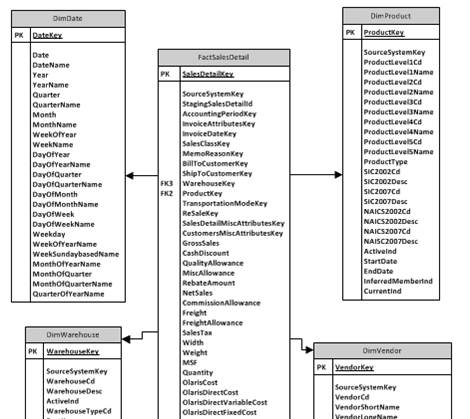 DimDate
PK DateKey
Date
DateName
Year
YearName
Quarter
QuarterName
Month
MonthName
WeekOfYear
WeekName
DayOfYear
DayOfYearName
DayOfQuarter
DayOfQuarterName
DayOfMonth
DayOfMonthName
DayOfWeek
DayOfWeekName
Weekday
WeekOfYearName
WeekSundaybasedName
MonthOfYearName
MonthOfQuarter
MonthOfQuarterName
QuarterOfYearName
FactSalesDetail
PK SalesDetailKey
SourceSystemKey
StagingSalesDetailId
AccountingPeriodKey
InvoiceAttributesKey
InvoiceDateKey
SalesClassKey
MemoReasonKey
BillToCustomerKey
ShipToCustomerKey
FK3 WarehouseKey
FK2 ProductKey
TransportationModeKey
ReSaleKey
SalesDetailMiscAttributesKey
CustomersMiscAttributesKey
GrossSales
CashDiscount
QualityAllowance
MiscAllowance
RebateAmount
NetSales
CommissionAllowance
Freight
FreightAllowance
SalesTax
Width
Weight
MSF
Quantity
OlarisCost
OlarisDirectCost
OlarisDirectVariableCost
OlarisDirectFixedCost
DimProduct
PK ProductKey
SourceSystemKey
ProductLevel1Cd
ProductLevel1Name
ProductLevel2Cd
ProductLevel2Name
ProductLevel3Cd
ProductLevel3Name
ProductLevel4Cd
ProductLevel4Name
ProductLevel5Cd
ProductLevel5Name
ProductType
SIC2002Cd
SIC2002Desc
SIC2007Cd
SIC2007Desc
NAICS2002Cd
NAICS2002Desc
NAICS2007Cd
NAISC2007Desc
ActiveInd
StartDate
EndDate
InferredMemberInd
CurrentInd
DimWarehouse
PK WarehouseKey
SourceSystemKey
WarehouseCd
WarehouseDesc
ActiveInd
WarehouseTypeCd
DimVendor
PK VendorKey
SourceSystemKey
VendorCd
VendorShortName
VendorLongName